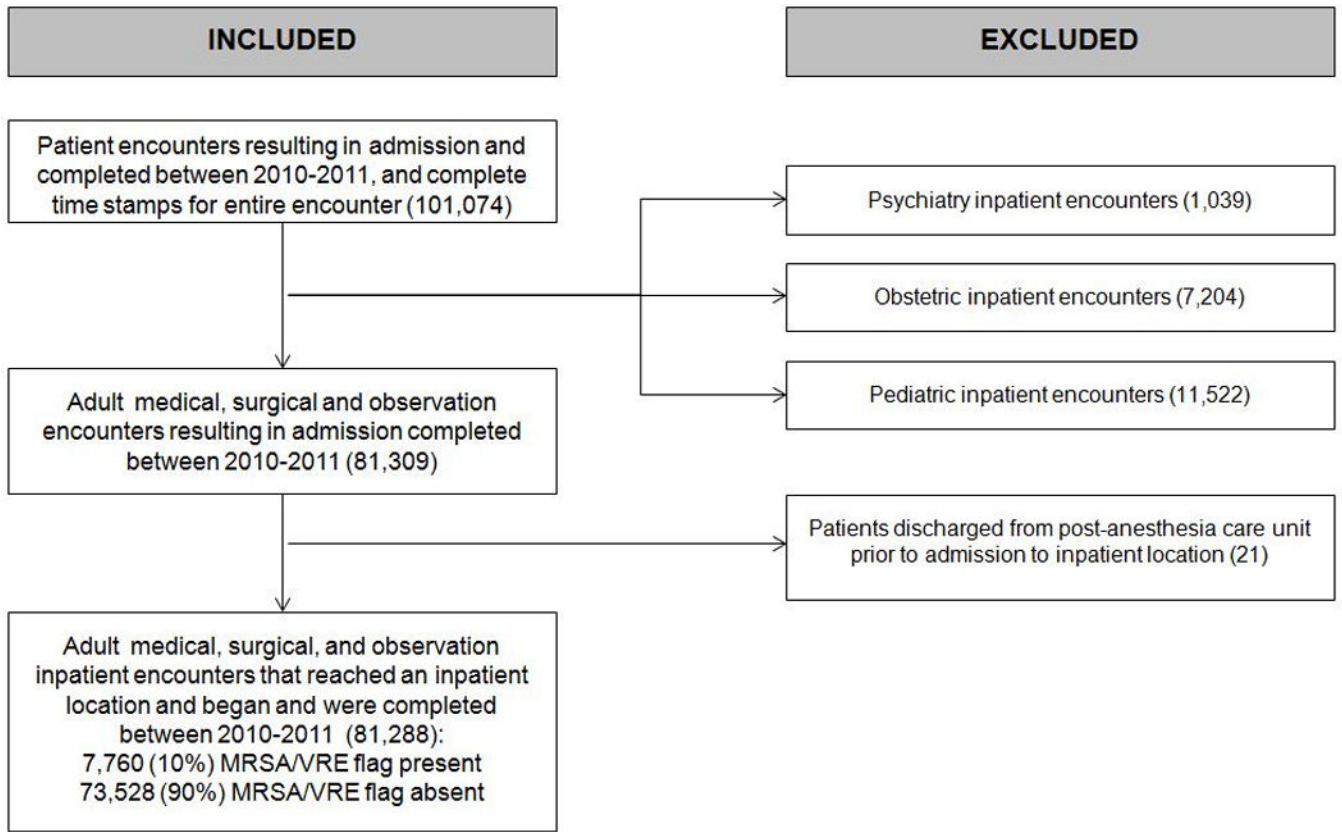 INCLUDED
EXCLUDED
Patient encounters resulting in admission and
completed between 2010-2011, and complete
time stamps for entire encounter (101,074)
Psychiatry inpatient encounters (1,039)
Obstetric inpatient encounters (7,204)
Pediatric inpatient encounters (11,522)
Adult medical, surgical and observation
encounters resulting in admission completed
between 2010-2011 (81,309)
Patients discharged from post-anesthesia care unit
prior to admission to inpatient location (21)
Adult medical, surgical, and observation
inpatient encounters that reached an inpatient
location and began and were completed
between 2010-2011 (81,288):
7,760 (10%) MRSA/VRE flag present
73,528 (90%) MRSA/VRE flag absent